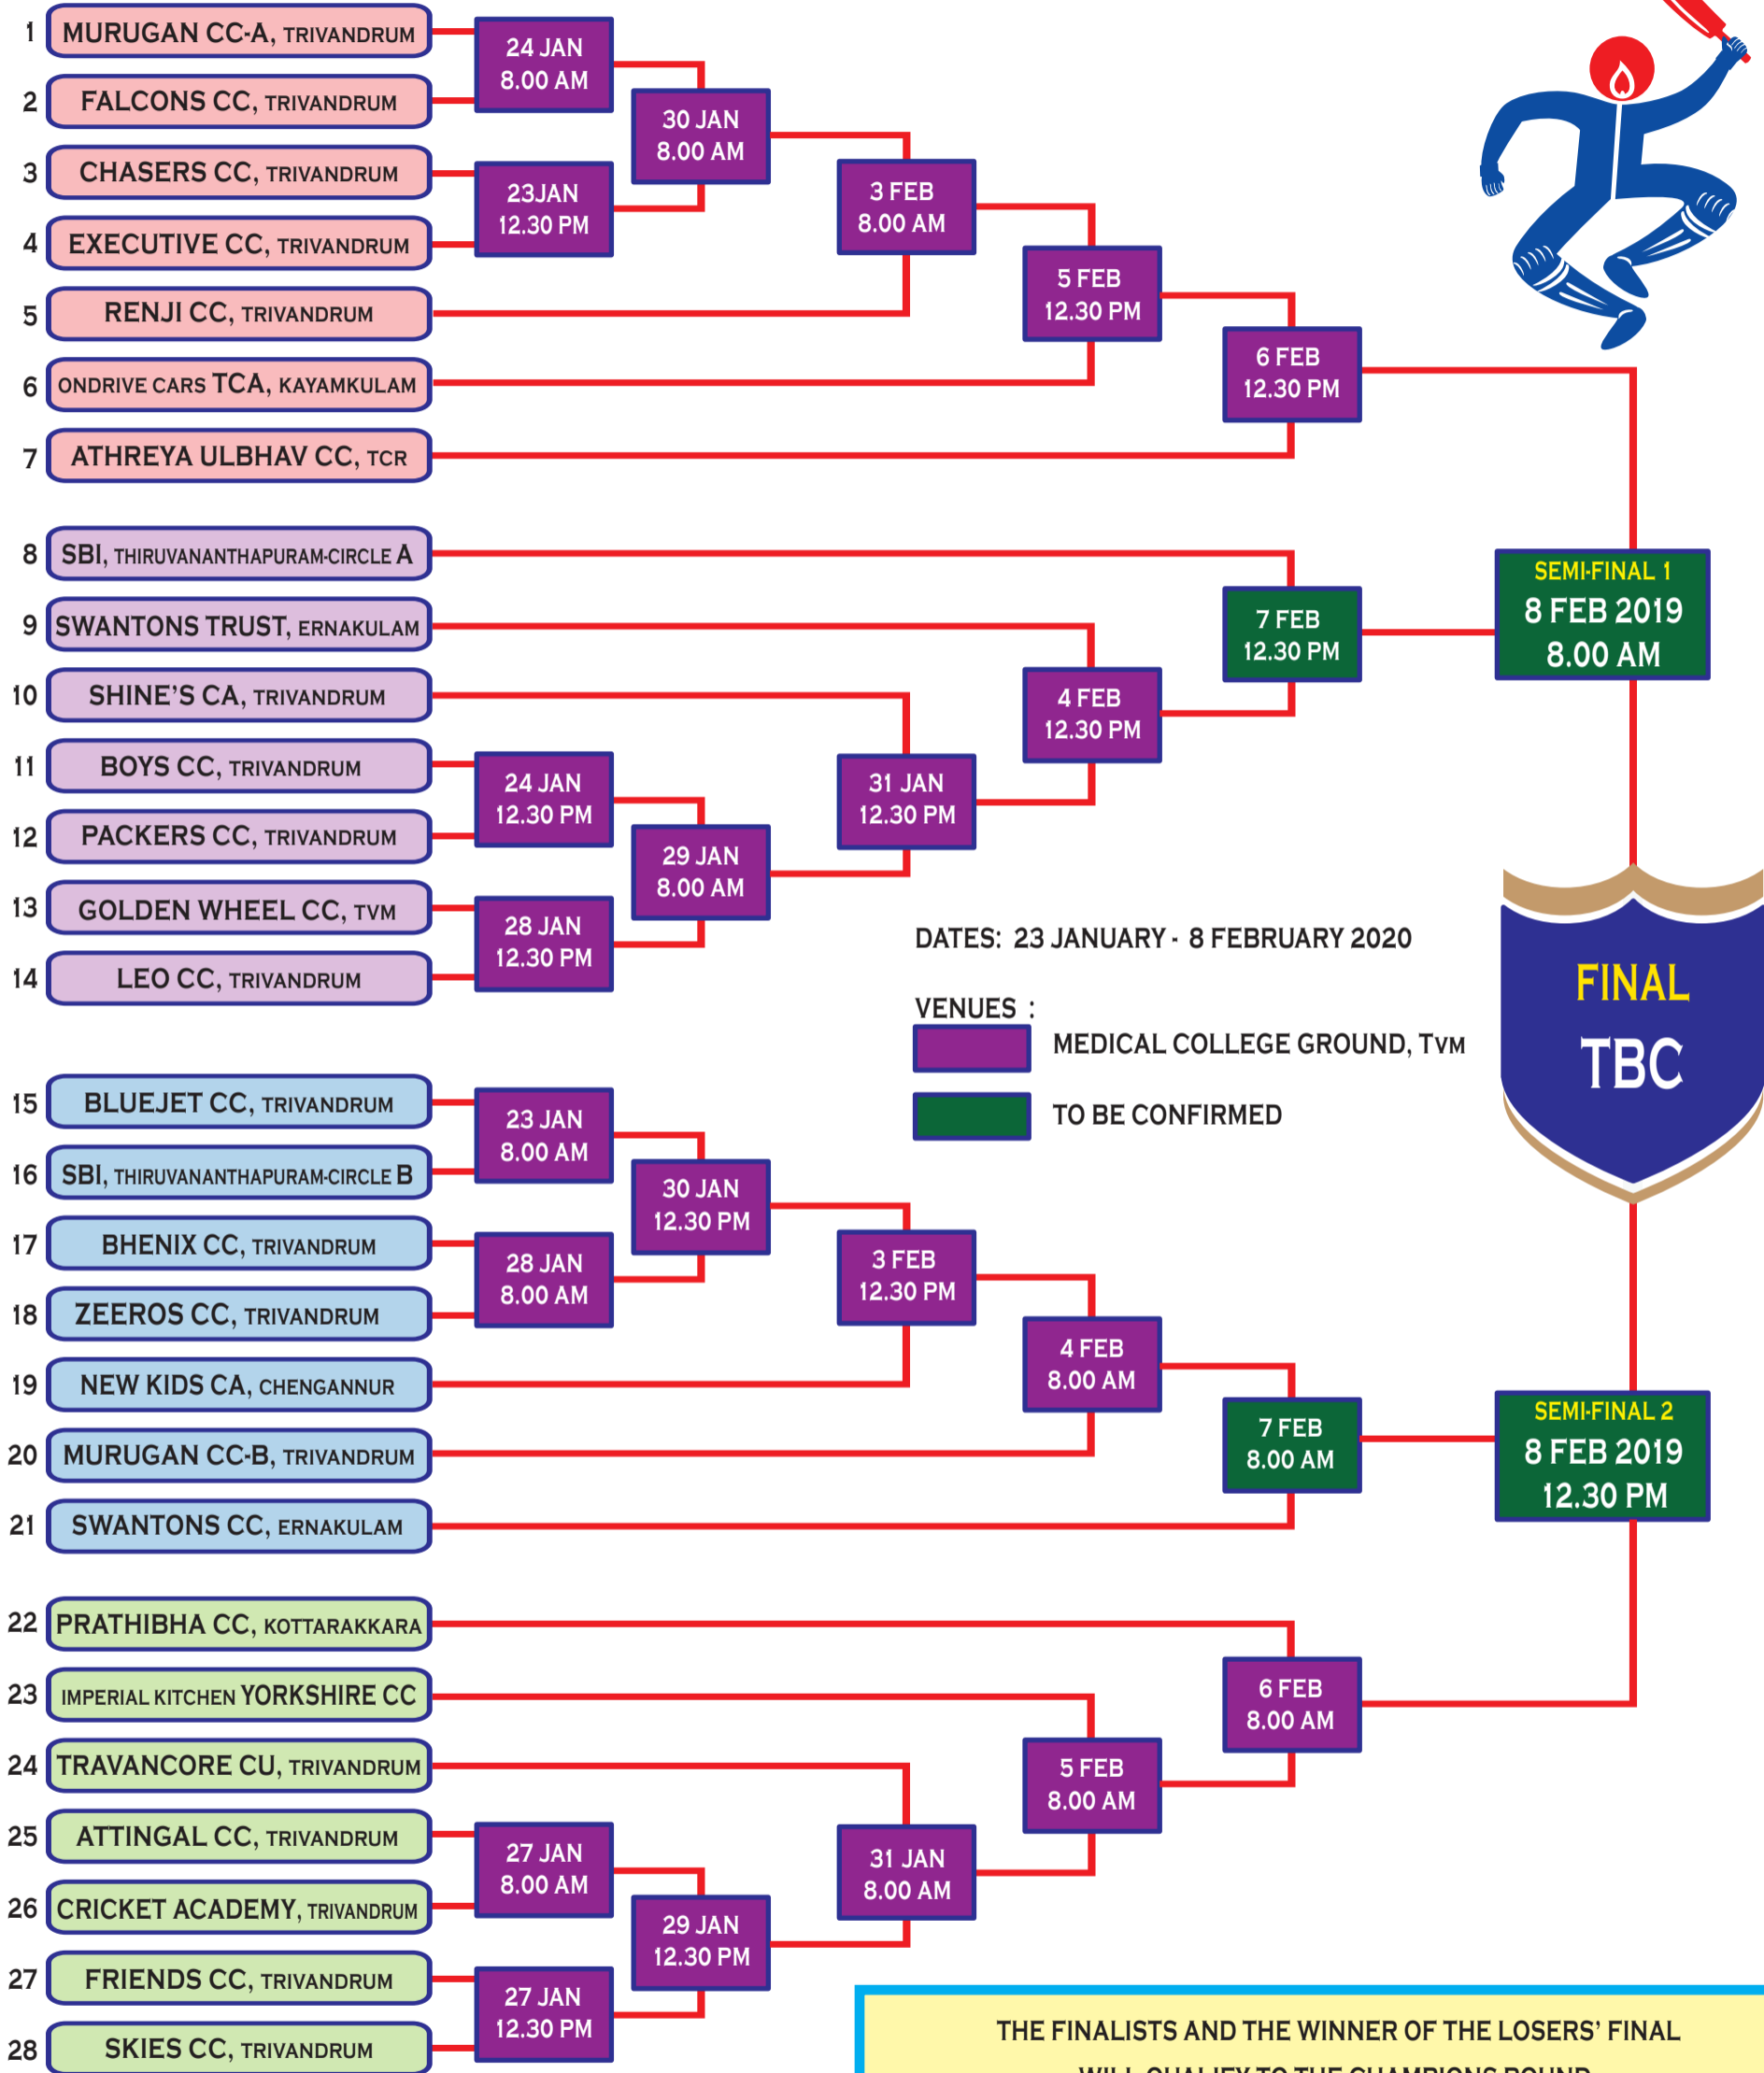 1 MURUGAN CC-A, TRIVANDRUM
2 FALCONS CC, TRIVANDRUM
3 CHASERS CC, TRIVANDRUM
4 EXECUTIVE CC, TRIVANDRUM
5 RENJI CC, TRIVANDRUM
6 ONDRIVE CARS TCA, KAYAMKULAM
7 ATHREYA ULBHAV CC, TCR
24 JAN
8.00 AM
23JAN
12.30 PM
30 JAN
8.00 AM
3 FEB
8.00 AM
5 FEB
12.30 PM
6 FEB
12.30 PM
8 SBI, THIRUVANANTHAPURAM-CIRCLE A
9 SWANTONS TRUST, ERNAKULAM
10 SHINE'S CA, TRIVANDRUM
11 BOYS CC, TRIVANDRUM
12 PACKERS CC, TRIVANDRUM
13 GOLDEN WHEEL CC, TVM
14 LEO CC, TRIVANDRUM
24 JAN
12.30 PM
28 JAN
12.30 PM
29 JAN
8.00 AM
31 JAN
12.30 PM
4 FEB
12.30 PM
7 FEB
12.30 PM
SEMI-FINAL 1
8 FEB 2019
8.00 AM
DATES: 23 JANUARY - 8 FEBRUARY 2020
VENUES :
MEDICAL COLLEGE GROUND, TVM
TO BE CONFIRMED
FINAL
TBC
15 BLUEJET CC, TRIVANDRUM
16 SBI, THIRUVANANTHAPURAM-CIRCLE B
17 BHENIX CC, TRIVANDRUM
18 ZEEROS CC, TRIVANDRUM
19 NEW KIDS CA, CHENGANNUR
20 MURUGAN CC-B, TRIVANDRUM
21 SWANTONS CC, ERNAKULAM
23 JAN
8.00 AM
28 JAN
8.00 AM
30 JAN
12.30 PM
3 FEB
12.30 PM
4 FEB
8.00 AM
7 FEB
8.00 AM
SEMI-FINAL 2
8 FEB 2019
12.30 PM
22 PRATHIBHA CC, KOTTARAKKARA
23 IMPERIAL KITCHEN YORKSHIRE CC
24 TRAVANCORE CU, TRIVANDRUM
25 ATTINGAL CC, TRIVANDRUM
26 CRICKET ACADEMY, TRIVANDRUM
27 FRIENDS CC, TRIVANDRUM
28 SKIES CC, TRIVANDRUM
27 JAN
8.00 AM
27 JAN
12.30 PM
29 JAN
12.30 PM
31 JAN
8.00 AM
5 FEB
8.00 AM
6 FEB
8.00 AM
THE FINALISTS AND THE WINNER OF THE LOSERS' FINAL
WILL QUALIFY TO THE CHAMPIONS ROUND